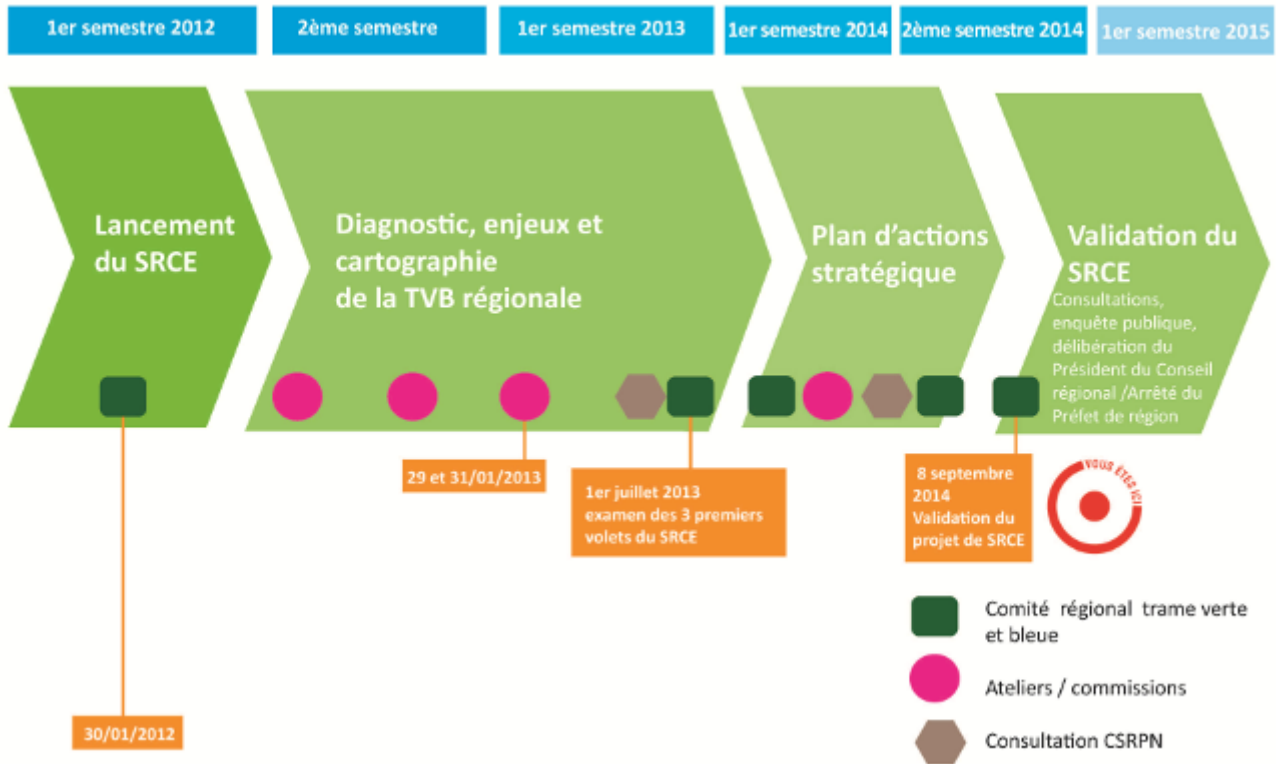 1er semestre 2012
2ème semestre
1er semestre 2013
1er semestre 2014
2ème semestre 2014
1er semestre 2015
Lancement
du SRCE
Diagnostic, enjeux et
cartographie
de la TVB régionale
Plan d'actions
stratégique
Validation du
SRCE
Consultations,
enquête publique,
délibération du
Président du Conseil
régional /Arrêté du
Préfet de région
29 et 31/01/2013
1er juillet 2013
examen des 3 premiers
volets du SRCE
8 septembre
2014
Validation du
projet de SRCE
VOUS ÊTES ICI
30/01/2012
Comité régional trame verte
et bleue
Ateliers / commissions
Consultation CSRPN